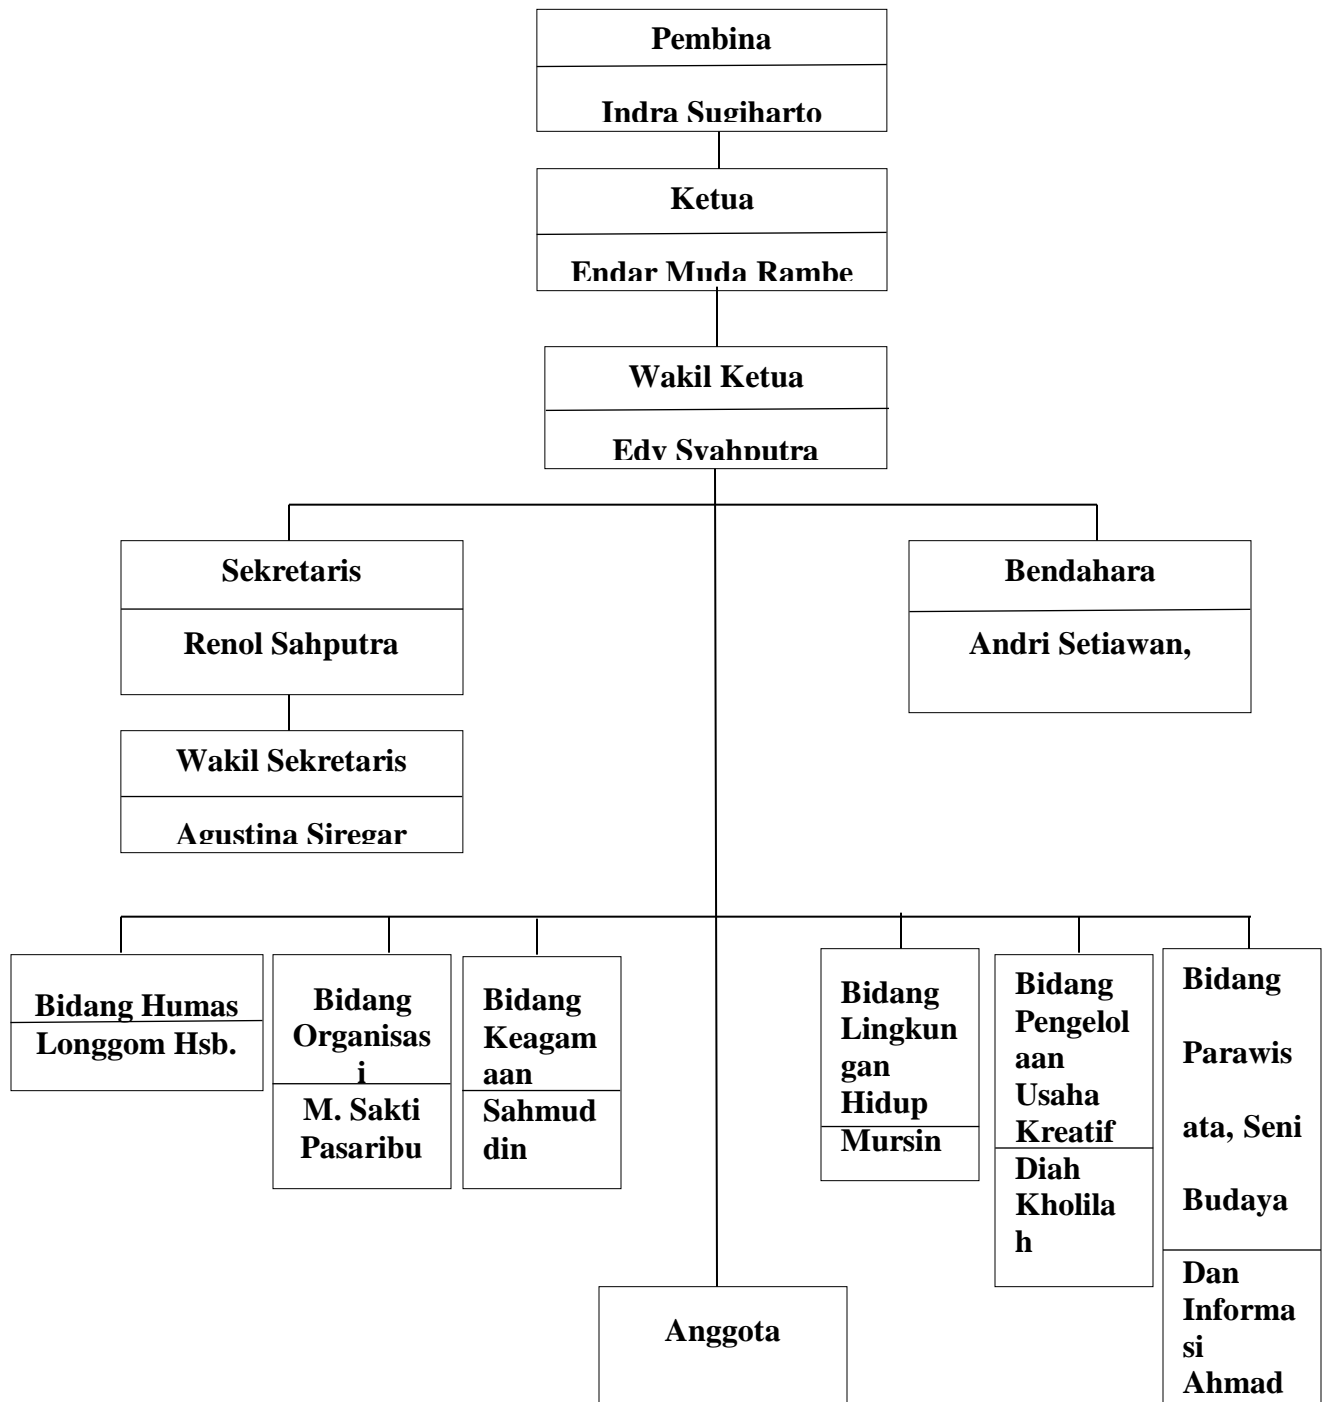 Pembina
Indra Sugiharto
Ketua
Endar Muda Rambe
Wakil Ketua
Edy Syahputra
Sekretaris
Renol Sahputra
Bendahara
Andri Setiawan,
Wakil Sekretaris
Agustina Siregar
Bidang Humas
Longgom Hsb.
Bidang
Organisas
i
M. Sakti
Pasaribu
Bidang
Keagam
aan
Sahmud
din
Bidang
Lingkun
gan
Hidup
Mursin
Bidang
Pengelol
aan
Usaha
Kreatif
Diah
Kholila
h
Bidang
Parawis
ata, Seni
Budaya
Dan
Informa
si
Ahmad
Anggota